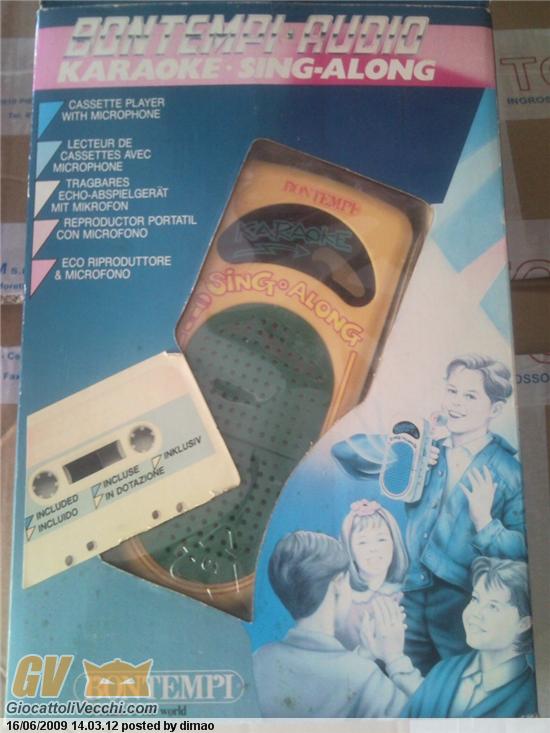 BONTEMPI·AUDIO
KARAOKE·SING-ALONG
CASSETTE PLAYER
WITH MICROPHONE
LECTEUR DE
CASSETTES AVEC
MICROPHONE
TRAGBARES
ECHO-ABSPIELGERÄT
MIT MIKROFON
REPRODUCTOR PORTATIL
CON MICROFONO
ECO RIPRODUTTORE
& MICROFONO
BONTEMPI
KARAOKE
SiNG ALONG
INCLUDED
INCLUIDO
INCLUSE
IN DOTAZIONE
INKLUSIV
INGROS
BONTEMPI
world
GV
GiocattoliVecchi.com
16/06/2009 14.03.12 posted by dimao